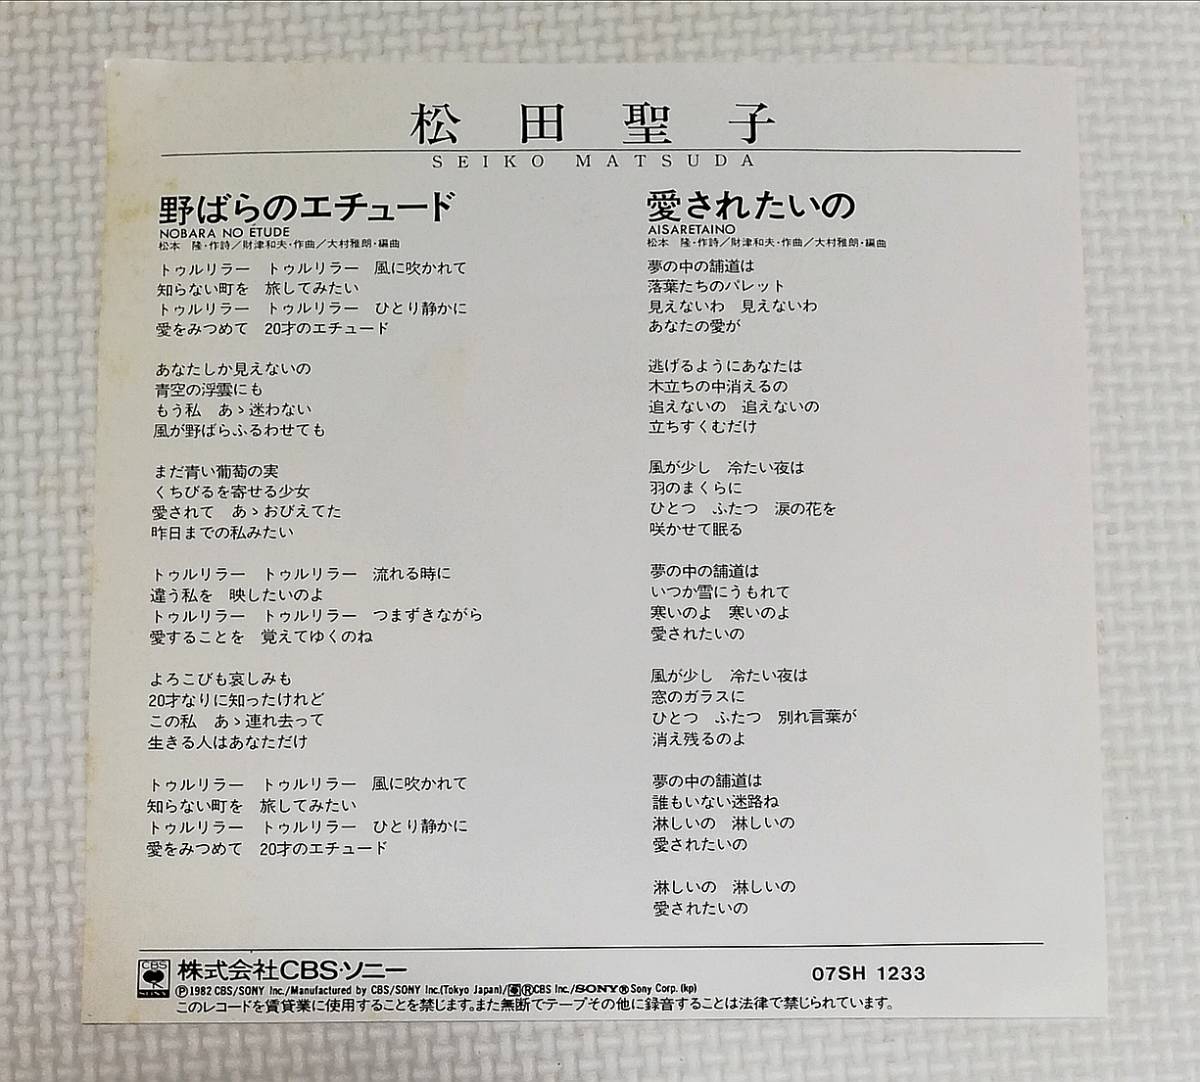 松田聖子
SEIKO MATSUDA
野ばらのエチュード
NOBARA NO ETUDE
松本 隆・作詩／財津和夫・作曲／大村雅朗・編曲
トゥルリラー トゥルリラー 風に吹かれて
知らない町を 旅してみたい
トゥルリラー トゥルリラー ひとり静かに
愛をみつめて 20才のエチュード
あなたしか見えないの
青空の浮雲にも
もう私 あゝ迷わない
風が野ばらふるわせても
まだ青い葡萄の実
くちびるを寄せる少女
愛されて あゝおびえてた
昨日までの私みたい
トゥルリラー トゥルリラー 流れる時に
違う私を 映したいのよ
トゥルリラー トゥルリラー つまずきながら
愛することを 覚えてゆくのね
よろこびも哀しみも
20才なりに知ったけれど
この私 あゝ連れ去って
生きる人はあなただけ
トゥルリラー トゥルリラー 風に吹かれて
知らない町を 旅してみたい
トゥルリラー トゥルリラー ひとり静かに
愛をみつめて 20才のエチュード
愛されたいの
AISARETAINO
松本 隆・作詩／財津和夫・作曲／大村雅朗・編曲
夢の中の舗道は
落葉たちのパレット
見えないわ 見えないわ
あなたの愛が
逃げるようにあなたは
木立ちの中消えるの
追えないの 追えないの
立ちすくむだけ
風が少し 冷たい夜は
羽のまくらに
ひとつ ふたつ 涙の花を
咲かせて眠る
夢の中の舗道は
いつか雪にうもれて
寒いのよ 寒いのよ
愛されたいの
風が少し 冷たい夜は
窓のガラスに
ひとつ ふたつ 別れ言葉が
消え残るのよ
夢の中の舗道は
誰もいない迷路ね
淋しいの 淋しいの
愛されたいの
淋しいの 淋しいの
愛されたいの
CBS
SONY
株式会社CBS・ソニー
07SH 1233
Ⓟ1982 CBS/SONY Inc./Manufactured by CBS/SONY Inc.(Tokyo Japan)/®CBS Inc./SONY®Sony Corp.(kp)
このレコードを賃貸業に使用することを禁じます。また無断でテープその他に録音することは法律で禁じられています。